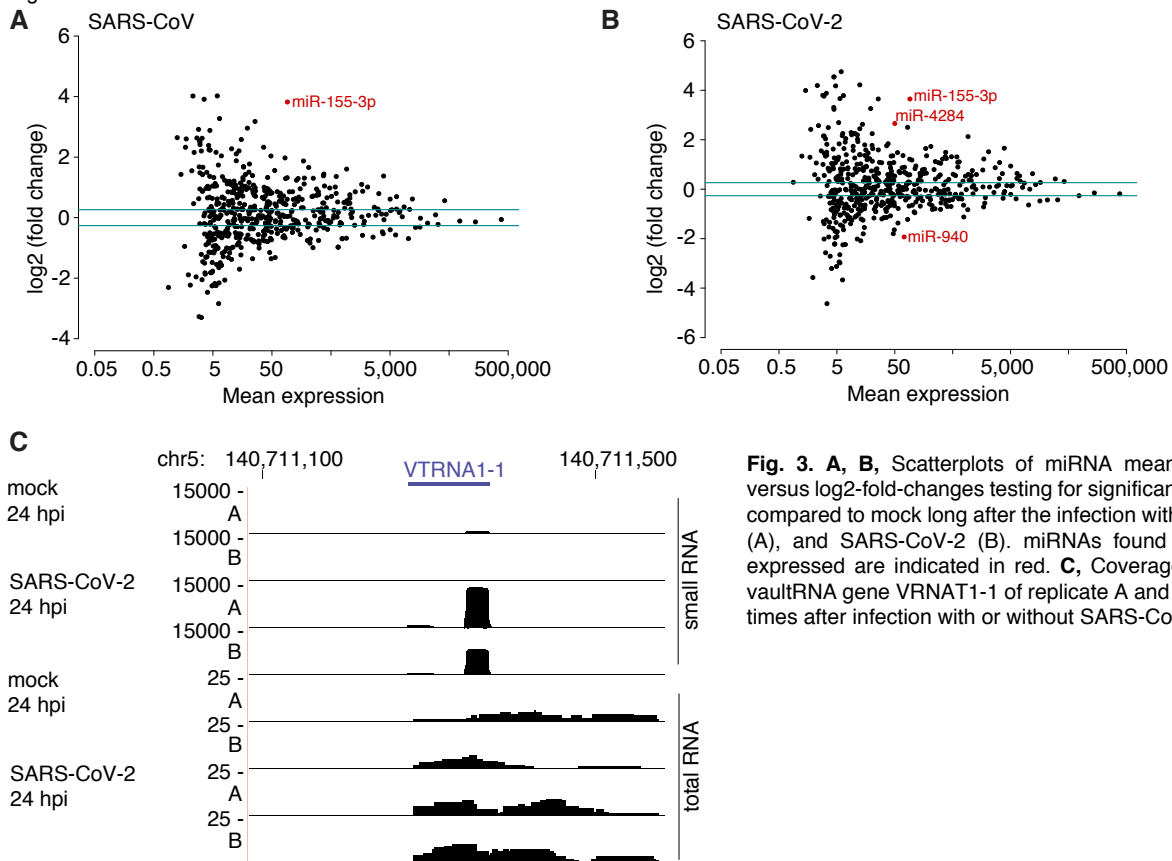 A SARS-CoV
6
4
2
0
-2
-4
log2 (fold change)
miR-155-3p
0.05 0.5 5 50 5,000 500,000
Mean expression
B SARS-CoV-2
6
4
2
0
-2
-4
-6
log2 (fold change)
miR-155-3p
miR-4284
miR-940
0.05 0.5 5 50 5,000 500,000
Mean expression
C
chr5: 140,711,100 VTRNA1-1 140,711,500
mock
24 hpi
15000 -
A
15000 -
B
SARS-CoV-2
24 hpi
15000 -
A
15000 -
B
small RNA
mock
24 hpi
25 -
A
25 -
B
SARS-CoV-2
24 hpi
25 -
A
25 -
B
total RNA
Fig. 3. A, B, Scatterplots of miRNA mean
versus log2-fold-changes testing for significan
compared to mock long after the infection with
(A), and SARS-CoV-2 (B). miRNAs found
expressed are indicated in red. C, Coverag
vaultRNA gene VRNAT1-1 of replicate A and
times after infection with or without SARS-Co